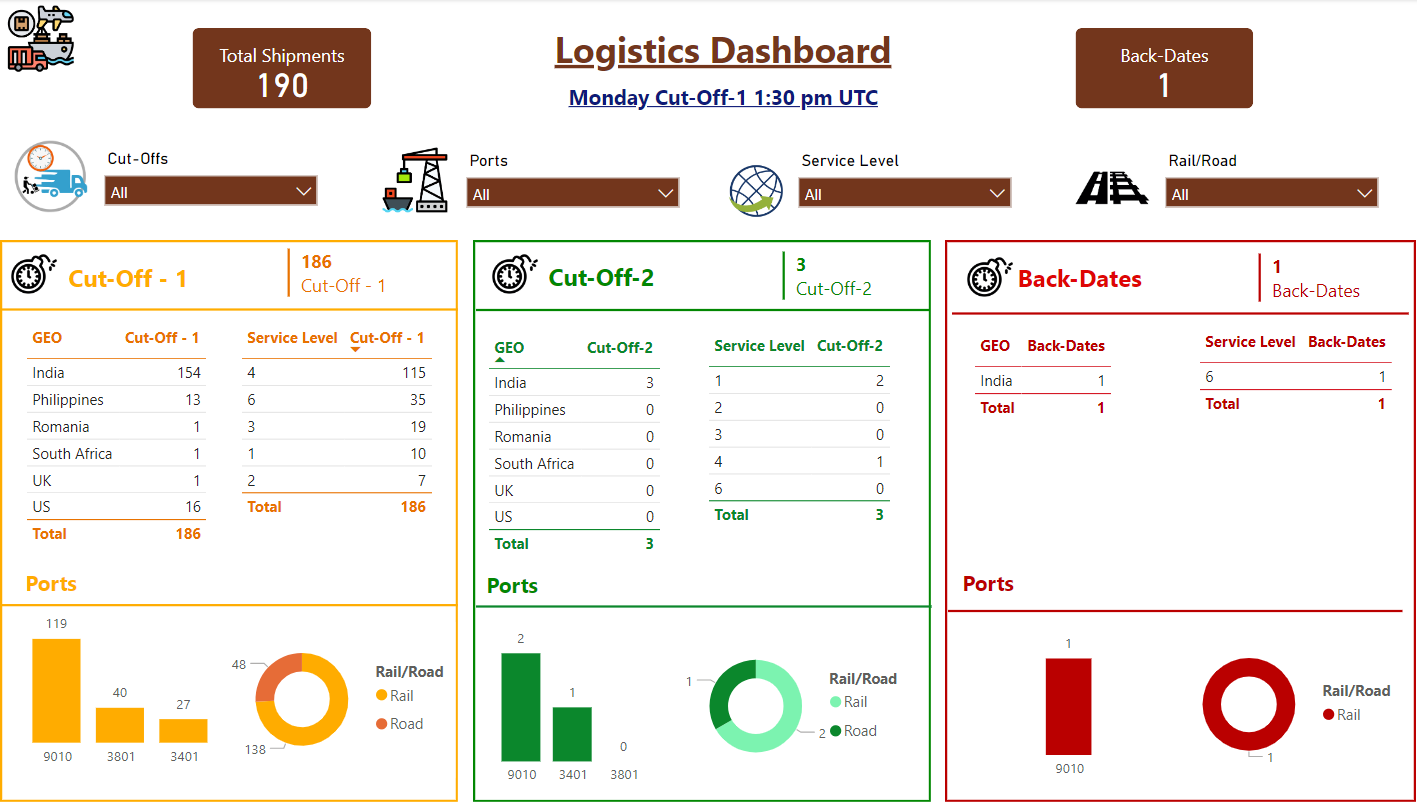 Total Shipments
190
Logistics Dashboard
Monday Cut-Off-1 1:30 pm UTC
Back-Dates
1
Cut-Offs
All
Ports
All
Service Level
All
Rail/Road
All
Cut-Off - 1
186
Cut-Off - 1
GEO Cut-Off - 1
India 154
Philippines 13
Romania 1
South Africa 1
UK 1
US 16
Total 186
Service Level Cut-Off - 1
4 115
6 35
3 19
1 10
2 7
Total 186
Ports
119
40
27
9010 3801 3401
48
138
Rail/Road
Rail
Road
Cut-Off-2
3
Cut-Off-2
GEO Cut-Off-2
India 3
Philippines 0
Romania 0
South Africa 0
UK 0
US 0
Total 3
Service Level Cut-Off-2
1 2
2 0
3 0
4 1
6 0
Total 3
Ports
2
1
0
9010 3401 3801
1
2
Rail/Road
Rail
Road
Back-Dates
1
Back-Dates
GEO Back-Dates
India 1
Total 1
Service Level Back-Dates
6 1
Total 1
Ports
1
9010
1
Rail/Road
Rail